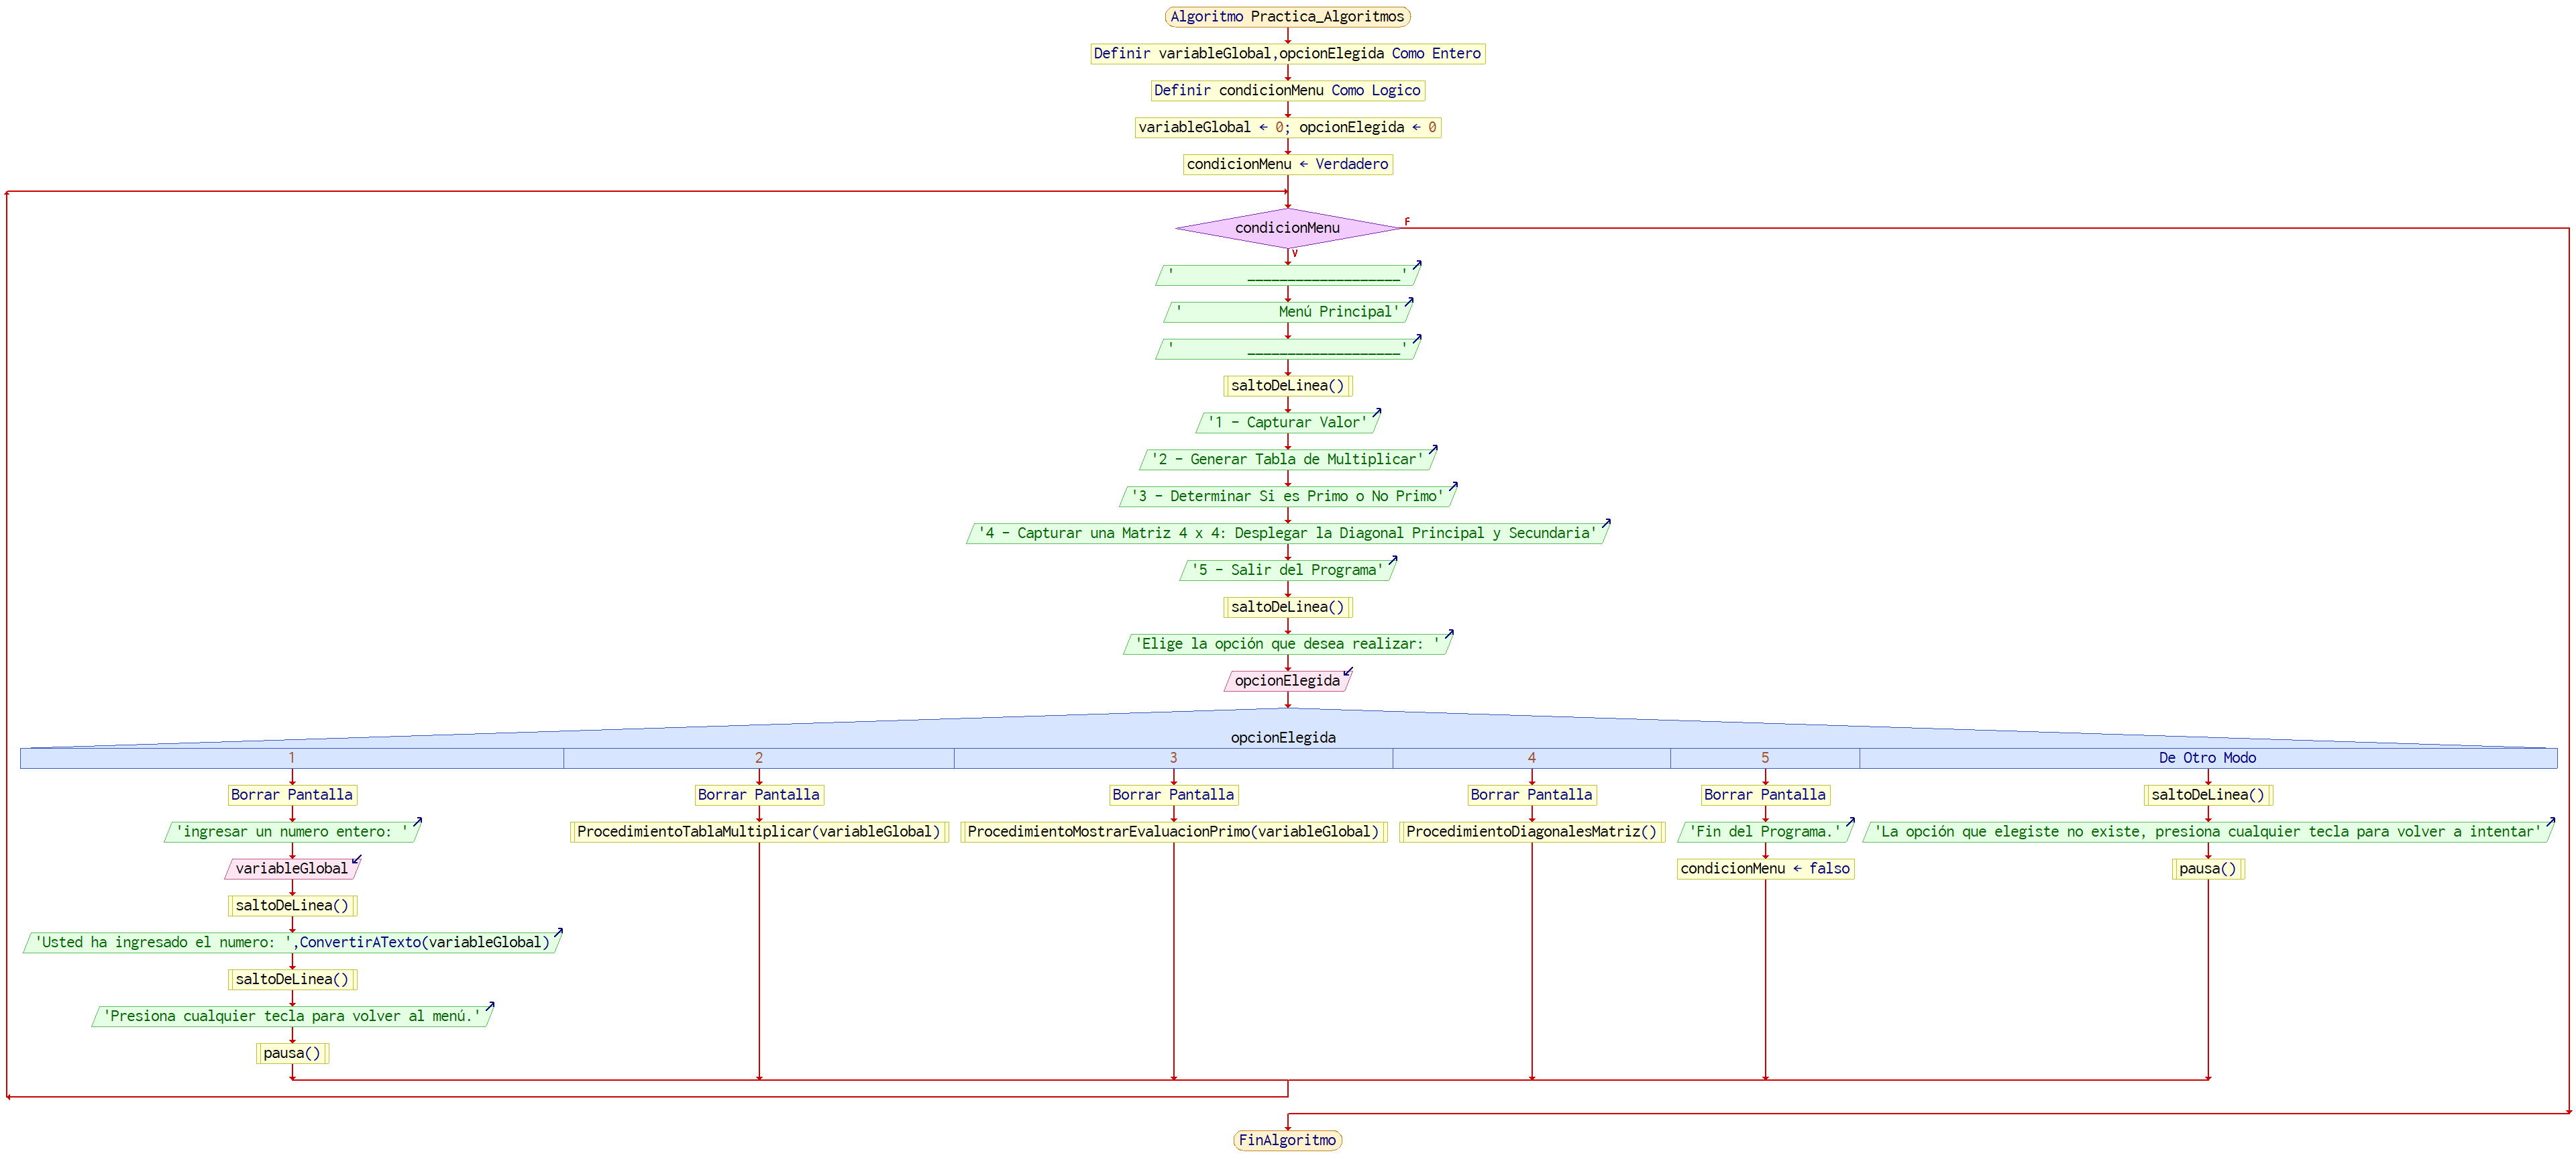 Algoritmo Practica_Algoritmos
Definir variableGlobal,opcionElegida Como Entero
Definir condicionMenu Como Logico
variableGlobal ← 0; opcionElegida ← 0
condicionMenu ← Verdadero
condicionMenu
F
V
'         ___________________'
'            Menú Principal'
'         ___________________'
saltoDeLinea()
'1 - Capturar Valor'
'2 - Generar Tabla de Multiplicar'
'3 - Determinar Si es Primo o No Primo'
'4 - Capturar una Matriz 4 x 4: Desplegar la Diagonal Principal y Secundaria'
'5 - Salir del Programa'
saltoDeLinea()
'Elige la opción que desea realizar: '
opcionElegida
opcionElegida
1
Borrar Pantalla
'ingresar un numero entero: '
variableGlobal
saltoDeLinea()
'Usted ha ingresado el numero: ',ConvertirATexto(variableGlobal)
saltoDeLinea()
'Presiona cualquier tecla para volver al menú.'
pausa()
2
Borrar Pantalla
ProcedimientoTablaMultiplicar(variableGlobal)
3
Borrar Pantalla
ProcedimientoMostrarEvaluacionPrimo(variableGlobal)
4
Borrar Pantalla
ProcedimientoDiagonalesMatriz()
5
Borrar Pantalla
'Fin del Programa.'
condicionMenu ← falso
De Otro Modo
saltoDeLinea()
'La opción que elegiste no existe, presiona cualquier tecla para volver a intentar'
pausa()
FinAlgoritmo